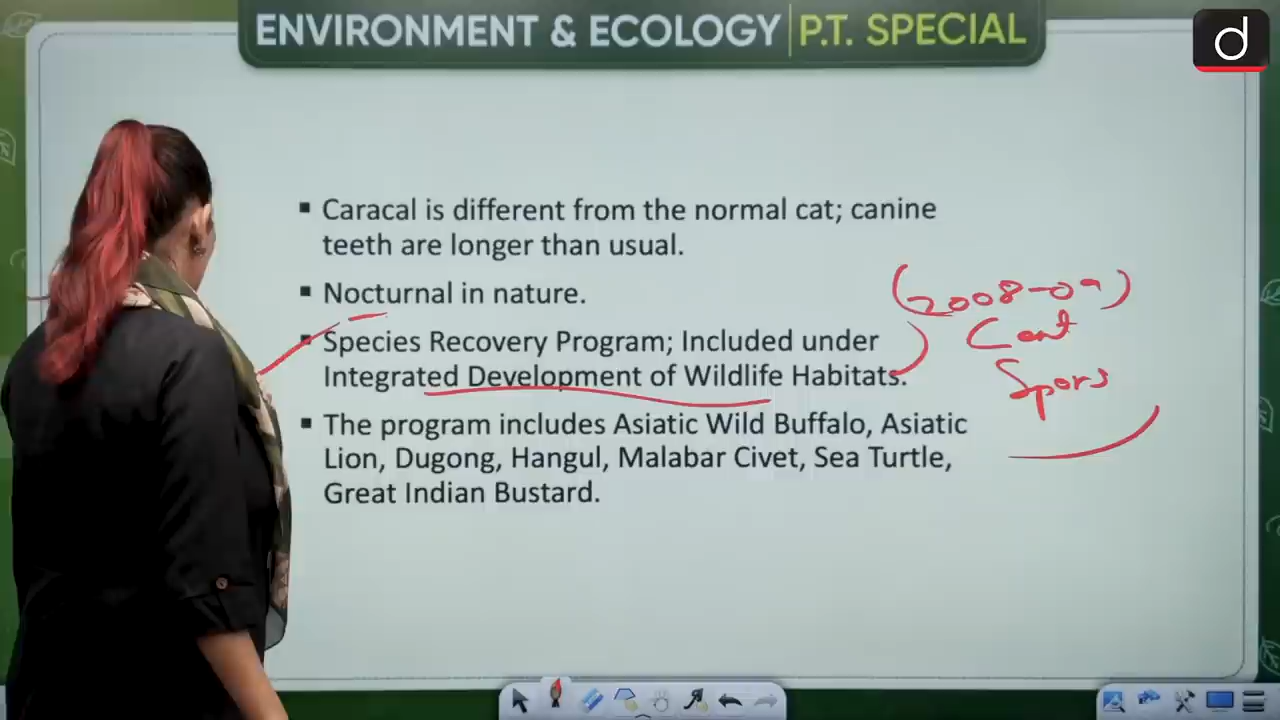 ENVIRONMENT & ECOLOGY | P.T. SPECIAL
d
▪ Caracal is different from the normal cat; canine
teeth are longer than usual.
▪ Nocturnal in nature.
▪ Species Recovery Program; Included under
Integrated Development of Wildlife Habitats.
▪ The program includes Asiatic Wild Buffalo, Asiatic
Lion, Dugong, Hangul, Malabar Civet, Sea Turtle,
Great Indian Bustard.
(2008-09)
Cent
Spors